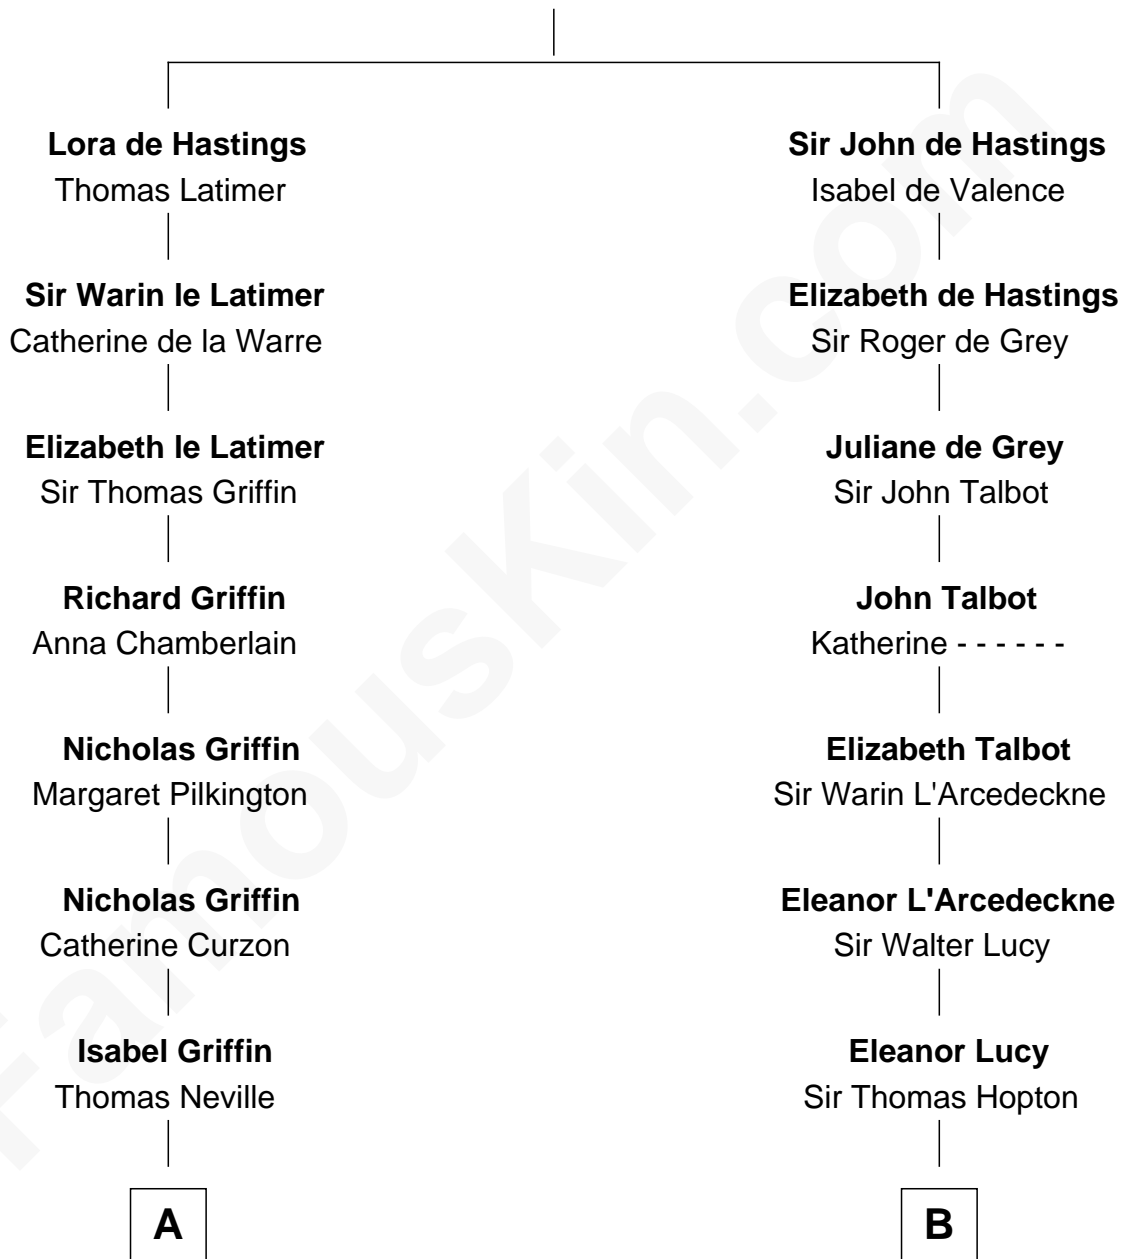 Lora de Hastings
Thomas Latimer
Sir Warin le Latimer
Catherine de la Warre
Elizabeth le Latimer
Sir Thomas Griffin
Richard Griffin
Anna Chamberlain
Nicholas Griffin
Margaret Pilkington
Nicholas Griffin
Catherine Curzon
Isabel Griffin
Thomas Neville
A
Sir John de Hastings
Isabel de Valence
Elizabeth de Hastings
Sir Roger de Grey
Juliane de Grey
Sir John Talbot
John Talbot
Katherine - - - - - -
Elizabeth Talbot
Sir Warin L'Arcedeckne
Eleanor L'Arcedeckne
Sir Walter Lucy
Eleanor Lucy
Sir Thomas Hopton
B
FamousKin.com